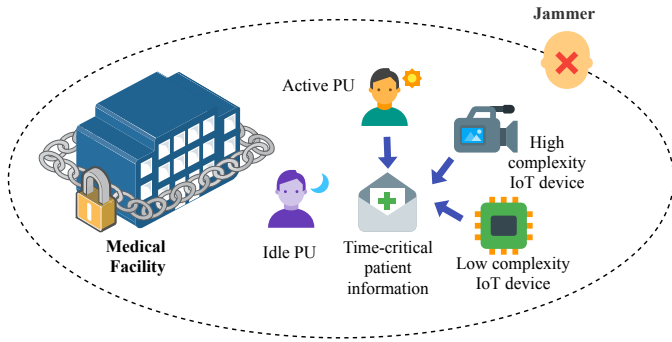 Jammer
Active PU
High
complexity
IoT device
Medical
Facility
Idle PU
Time-critical
patient
information
Low complexity
IoT device